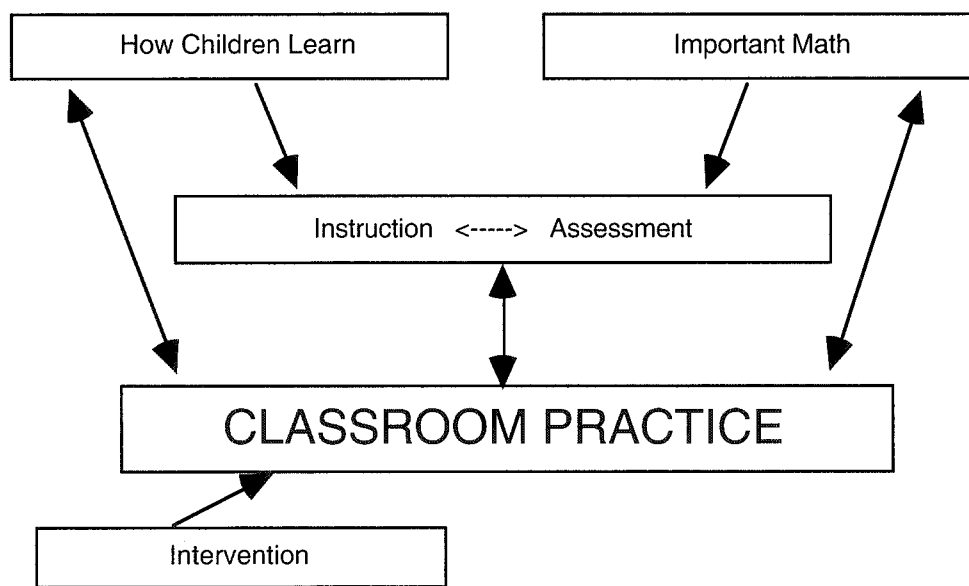 How Children Learn
Important Math
Instruction <-----> Assessment
CLASSROOM PRACTICE
Intervention